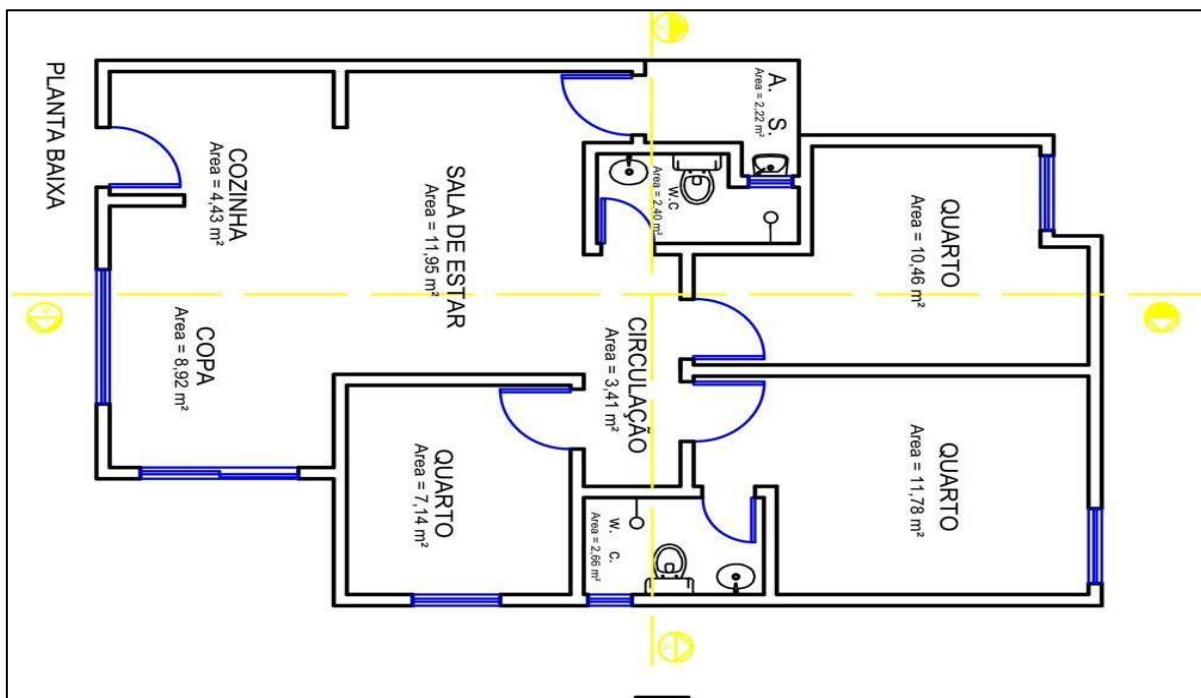 PLANTA BAIXA
COZINHA
Area = 4,43 m²
COPA
Area = 8,92 m²
SALA DE ESTAR
Area = 11,95 m²
A. S.
Area = 2,22 m²
W.C
Area = 2,40 m²
CIRCULAÇÃO
Area = 3,41 m²
QUARTO
Area = 7,14 m²
W. C.
Area = 2,66 m²
QUARTO
Area = 10,46 m²
QUARTO
Area = 11,78 m²